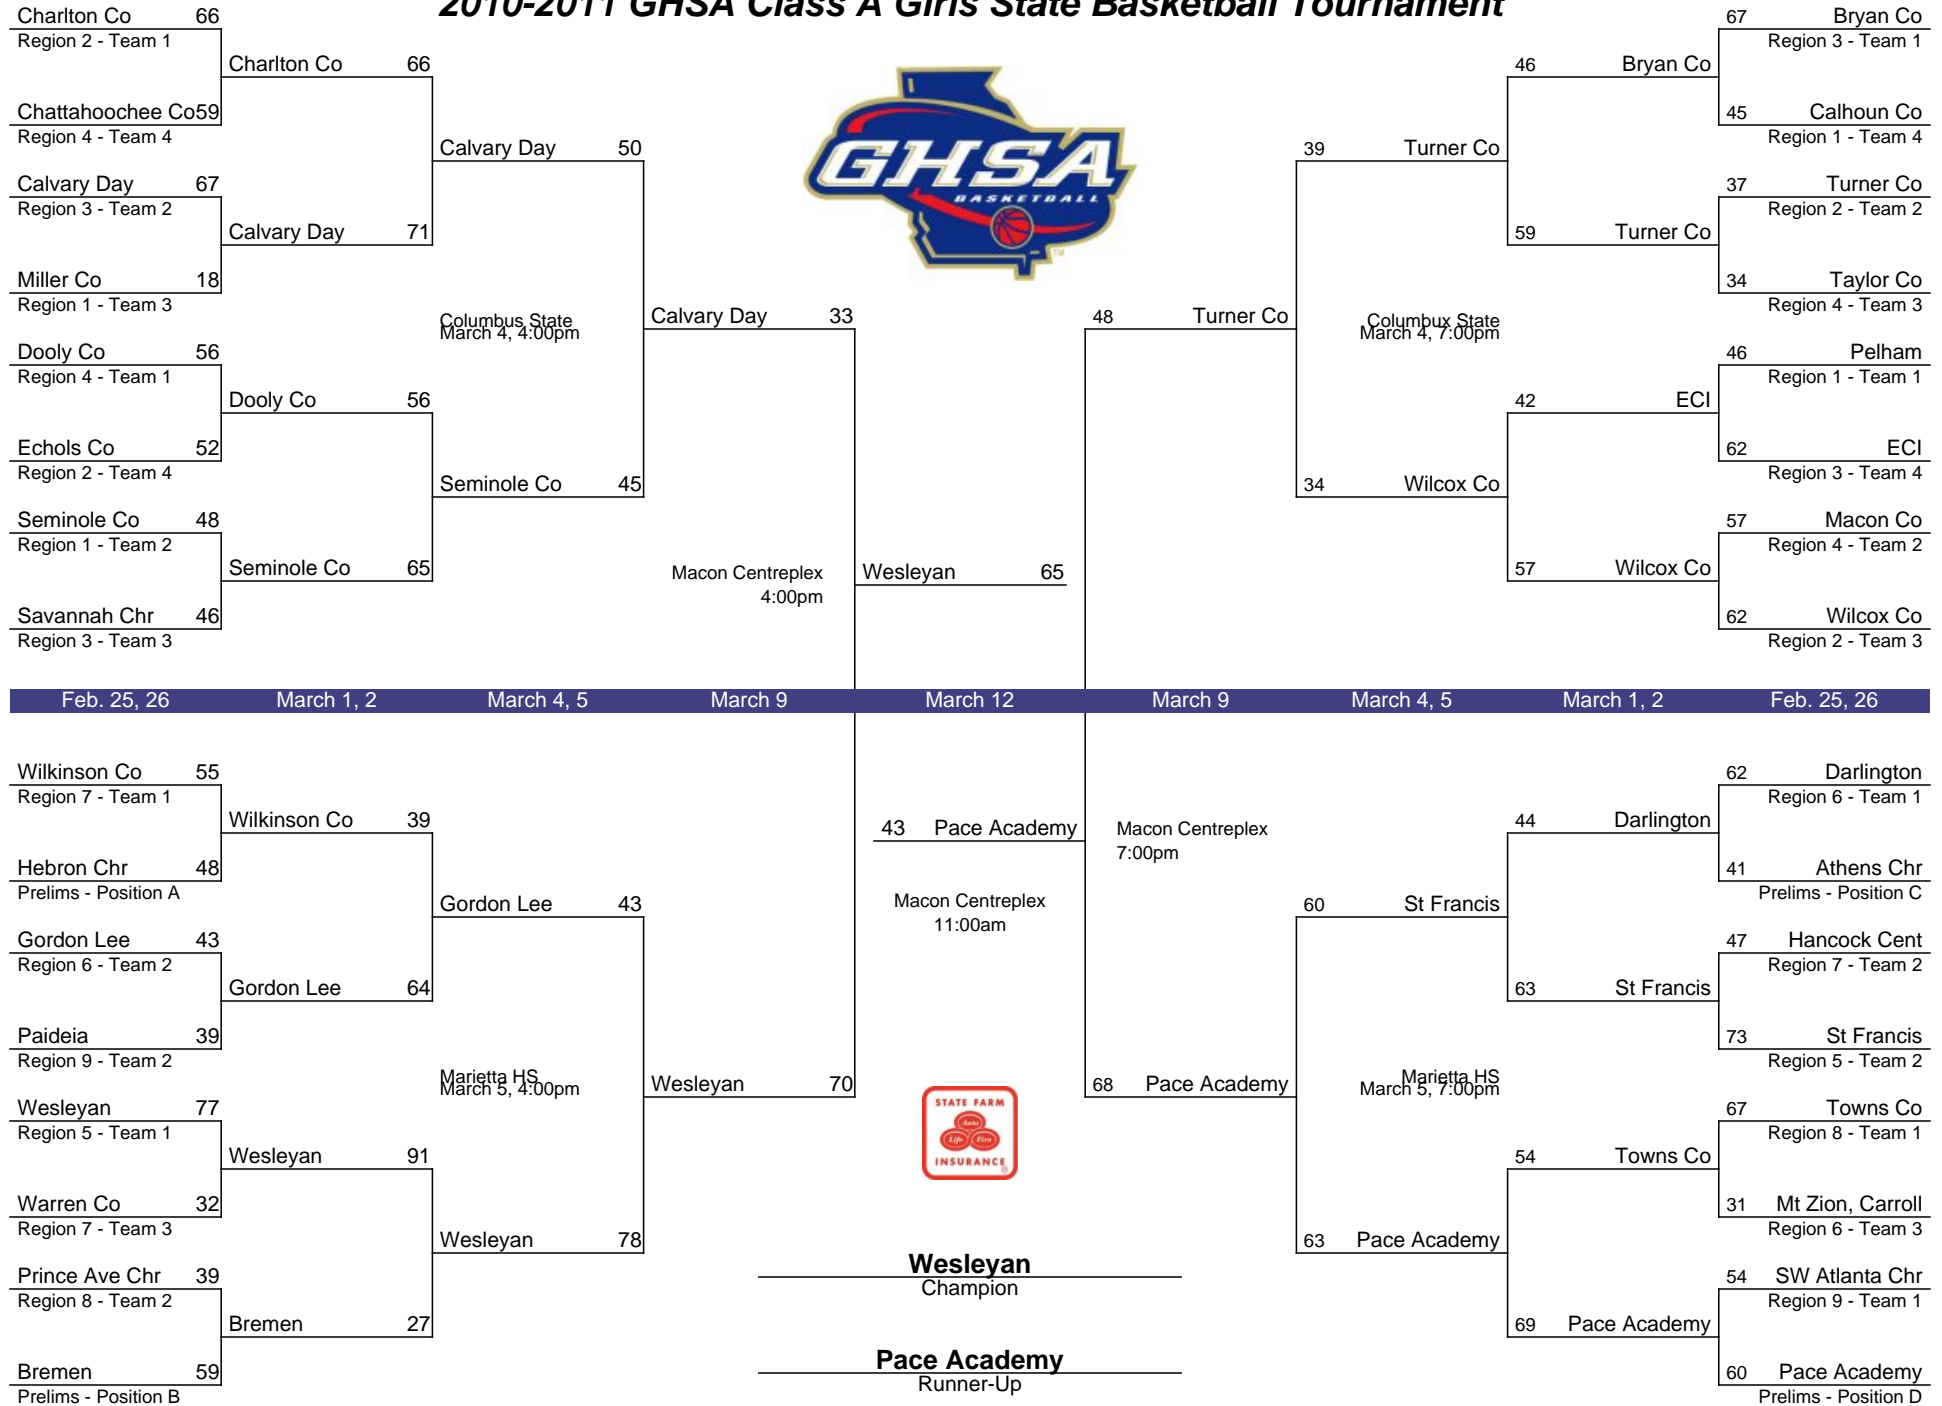 2010-2011 GHSA Class A Girls State Basketball Tournament
Charlton Co 66
Region 2 - Team 1
Chattahoochee Co59
Region 4 - Team 4
Calvary Day 67
Region 3 - Team 2
Miller Co 18
Region 1 - Team 3
Dooly Co 56
Region 4 - Team 1
Echols Co 52
Region 2 - Team 4
Seminole Co 48
Region 1 - Team 2
Savannah Chr 46
Region 3 - Team 3
Charlton Co 66
Calvary Day 71
Dooly Co 56
Seminole Co 65
Calvary Day 50
Columbus State
March 4, 4:00pm
Seminole Co 45
Calvary Day 33
Macon Centreplex
4:00pm
Wesleyan 65
GHSA
BASKETBALL
TM
48 Turner Co
39 Turner Co
Columbux State
March 4, 7:00pm
34 Wilcox Co
46 Bryan Co
59 Turner Co
42 ECI
57 Wilcox Co
67 Bryan Co
Region 3 - Team 1
45 Calhoun Co
Region 1 - Team 4
37 Turner Co
Region 2 - Team 2
34 Taylor Co
Region 4 - Team 3
46 Pelham
Region 1 - Team 1
62 ECI
Region 3 - Team 4
57 Macon Co
Region 4 - Team 2
62 Wilcox Co
Region 2 - Team 3
Feb. 25, 26 March 1, 2 March 4, 5 March 9 March 12 March 9 March 4, 5 March 1, 2 Feb. 25, 26
Wilkinson Co 55
Region 7 - Team 1
Hebron Chr 48
Prelims - Position A
Gordon Lee 43
Region 6 - Team 2
Paideia 39
Region 9 - Team 2
Wesleyan 77
Region 5 - Team 1
Warren Co 32
Region 7 - Team 3
Prince Ave Chr 39
Region 8 - Team 2
Bremen 59
Prelims - Position B
Wilkinson Co 39
Gordon Lee 64
Wesleyan 91
Bremen 27
Gordon Lee 43
Marietta HS
March 5, 4:00pm
Wesleyan 78
Wesleyan 70
43 Pace Academy
Macon Centreplex
11:00am
STATE FARM
Auto
Life Fire
INSURANCE
®
Wesleyan
Champion
Pace Academy
Runner-Up
Macon Centreplex
7:00pm
68 Pace Academy
60 St Francis
Marietta HS
March 5, 7:00pm
63 Pace Academy
44 Darlington
63 St Francis
54 Towns Co
69 Pace Academy
62 Darlington
Region 6 - Team 1
41 Athens Chr
Prelims - Position C
47 Hancock Cent
Region 7 - Team 2
73 St Francis
Region 5 - Team 2
67 Towns Co
Region 8 - Team 1
31 Mt Zion, Carroll
Region 6 - Team 3
54 SW Atlanta Chr
Region 9 - Team 1
60 Pace Academy
Prelims - Position D